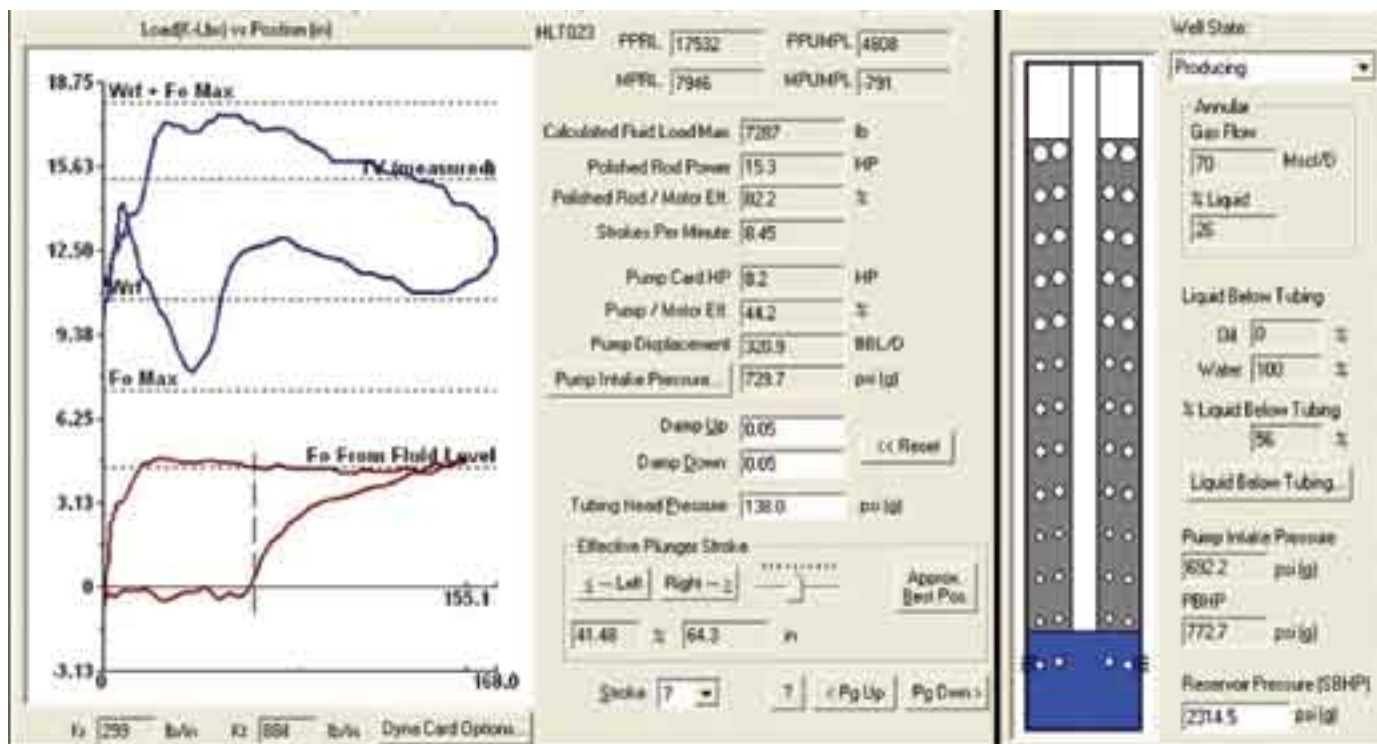 Load(K-Lbs) vs Position (in)
18.75
15.63
12.50
9.38
6.25
3.13
0
-3.13
Wrf + Fo Max
TV (measured)
Wrf
Fo Max
Fo From Fluid Level
155.1
0
168.0
Kr 299 lb/in Kt 884 lb/in Dyna Card Options...
HLT023
PPRL 17532 PPUMPL 4808
MPRL 7946 MPUMPL -791
Calculated Fluid Load Max 7287 lb
Polished Rod Power 15.3 HP
Polished Rod / Motor Eff. 82.2 %
Strokes Per Minute 8.45
Pump Card HP 8.2 HP
Pump / Motor Eff. 44.2 %
Pump Displacement 320.9 BBL/D
Pump Intake Pressure... 729.7 psi (g)
Damp Up 0.05
<< Reset
Damp Down 0.05
Tubing Head Pressure 138.0 psi (g)
Effective Plunger Stroke
< -- Left Right -- >
Approx. Best Pos.
41.48 % 64.3 in
Stroke 7 ? < Pg Up Pg Dwn >
Well State:
Producing
Annular
Gas Flow
70 Mscf/D
% Liquid
26
Liquid Below Tubing
Oil 0 %
Water 100 %
% Liquid Below Tubing
56 %
Liquid Below Tubing...
Pump Intake Pressure
692.2 psi (g)
PBHP
772.7 psi (g)
Reservoir Pressure (SBHP)
2314.5 psi (g)